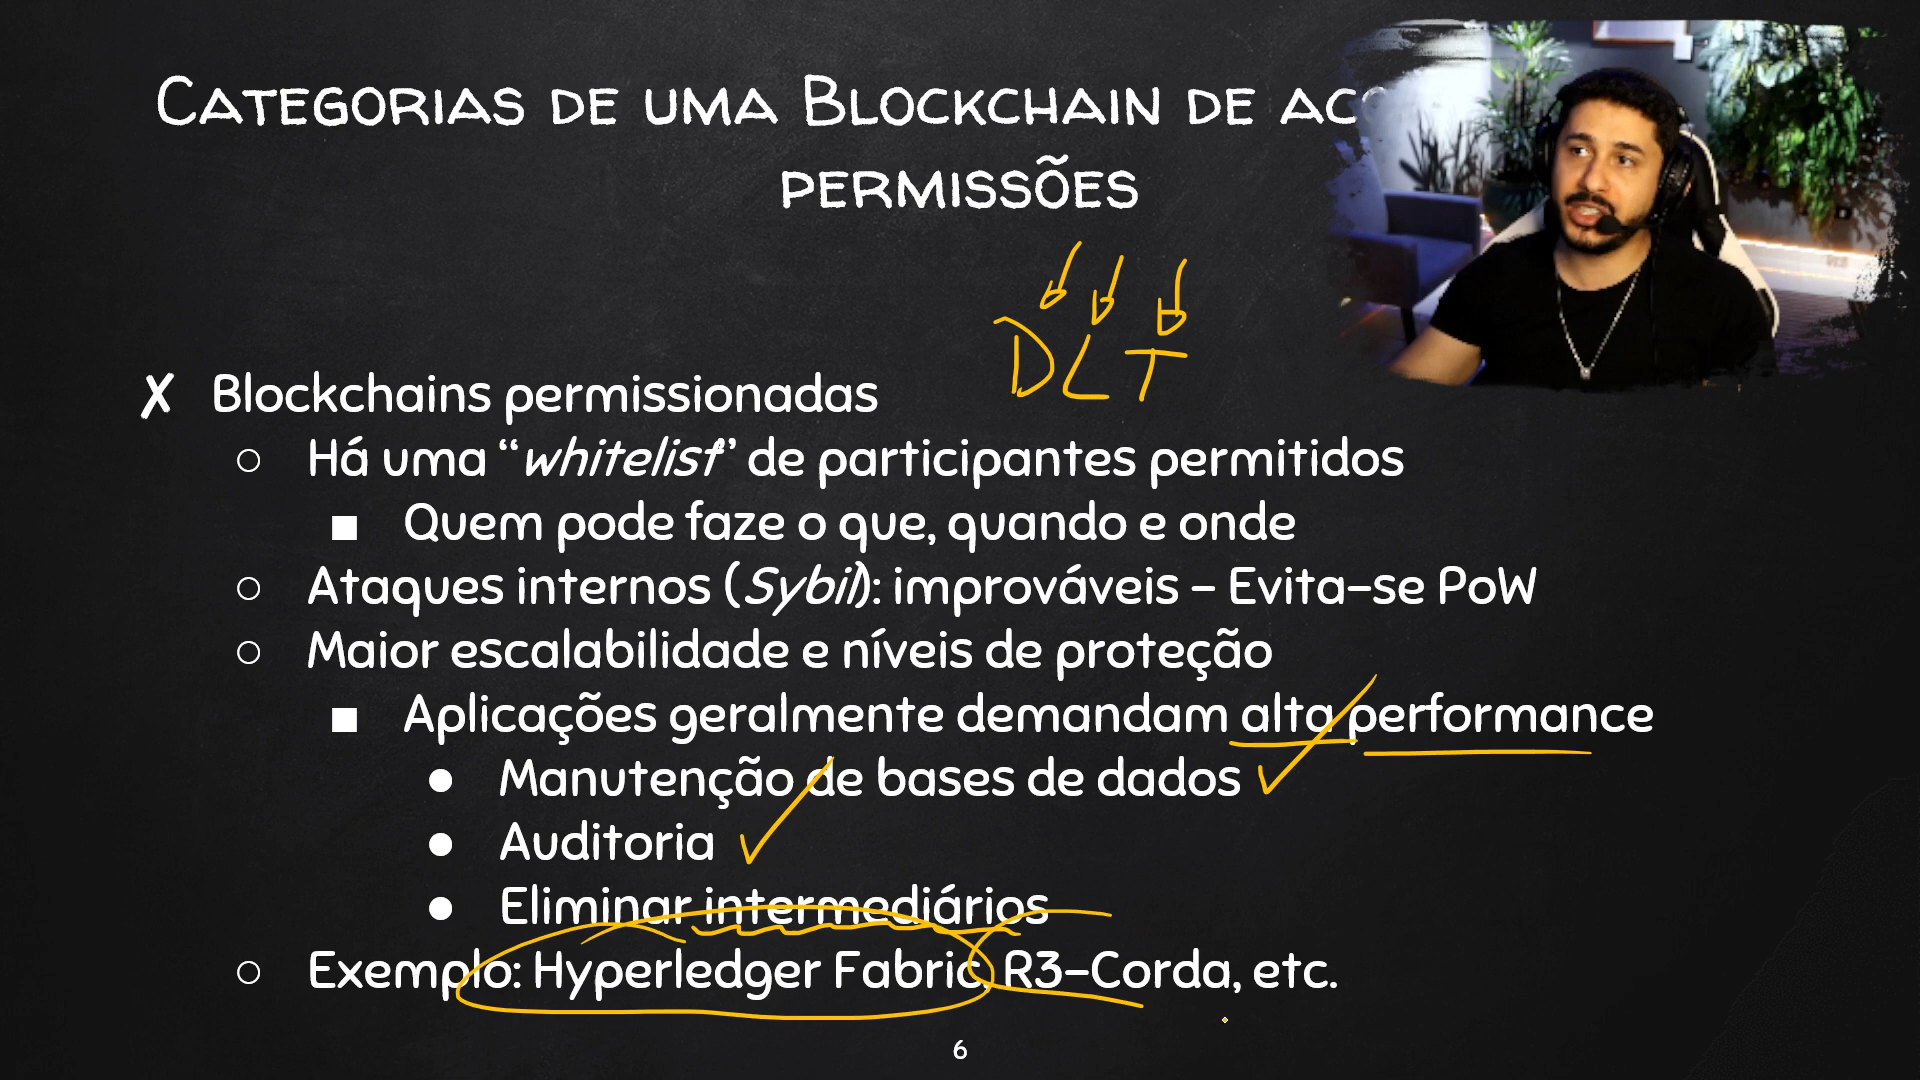 Categorias de uma Blockchain de
permissões
DLT
✗ Blockchains permissionadas
○ Há uma “whitelist” de participantes permitidos
■ Quem pode faze o que, quando e onde
○ Ataques internos (Sybil): improváveis – Evita-se PoW
○ Maior escalabilidade e níveis de proteção
■ Aplicações geralmente demandam alta performance
● Manutenção de bases de dados
● Auditoria
● Eliminar intermediários
○ Exemplo: Hyperledger Fabric, R3-Corda, etc.
6